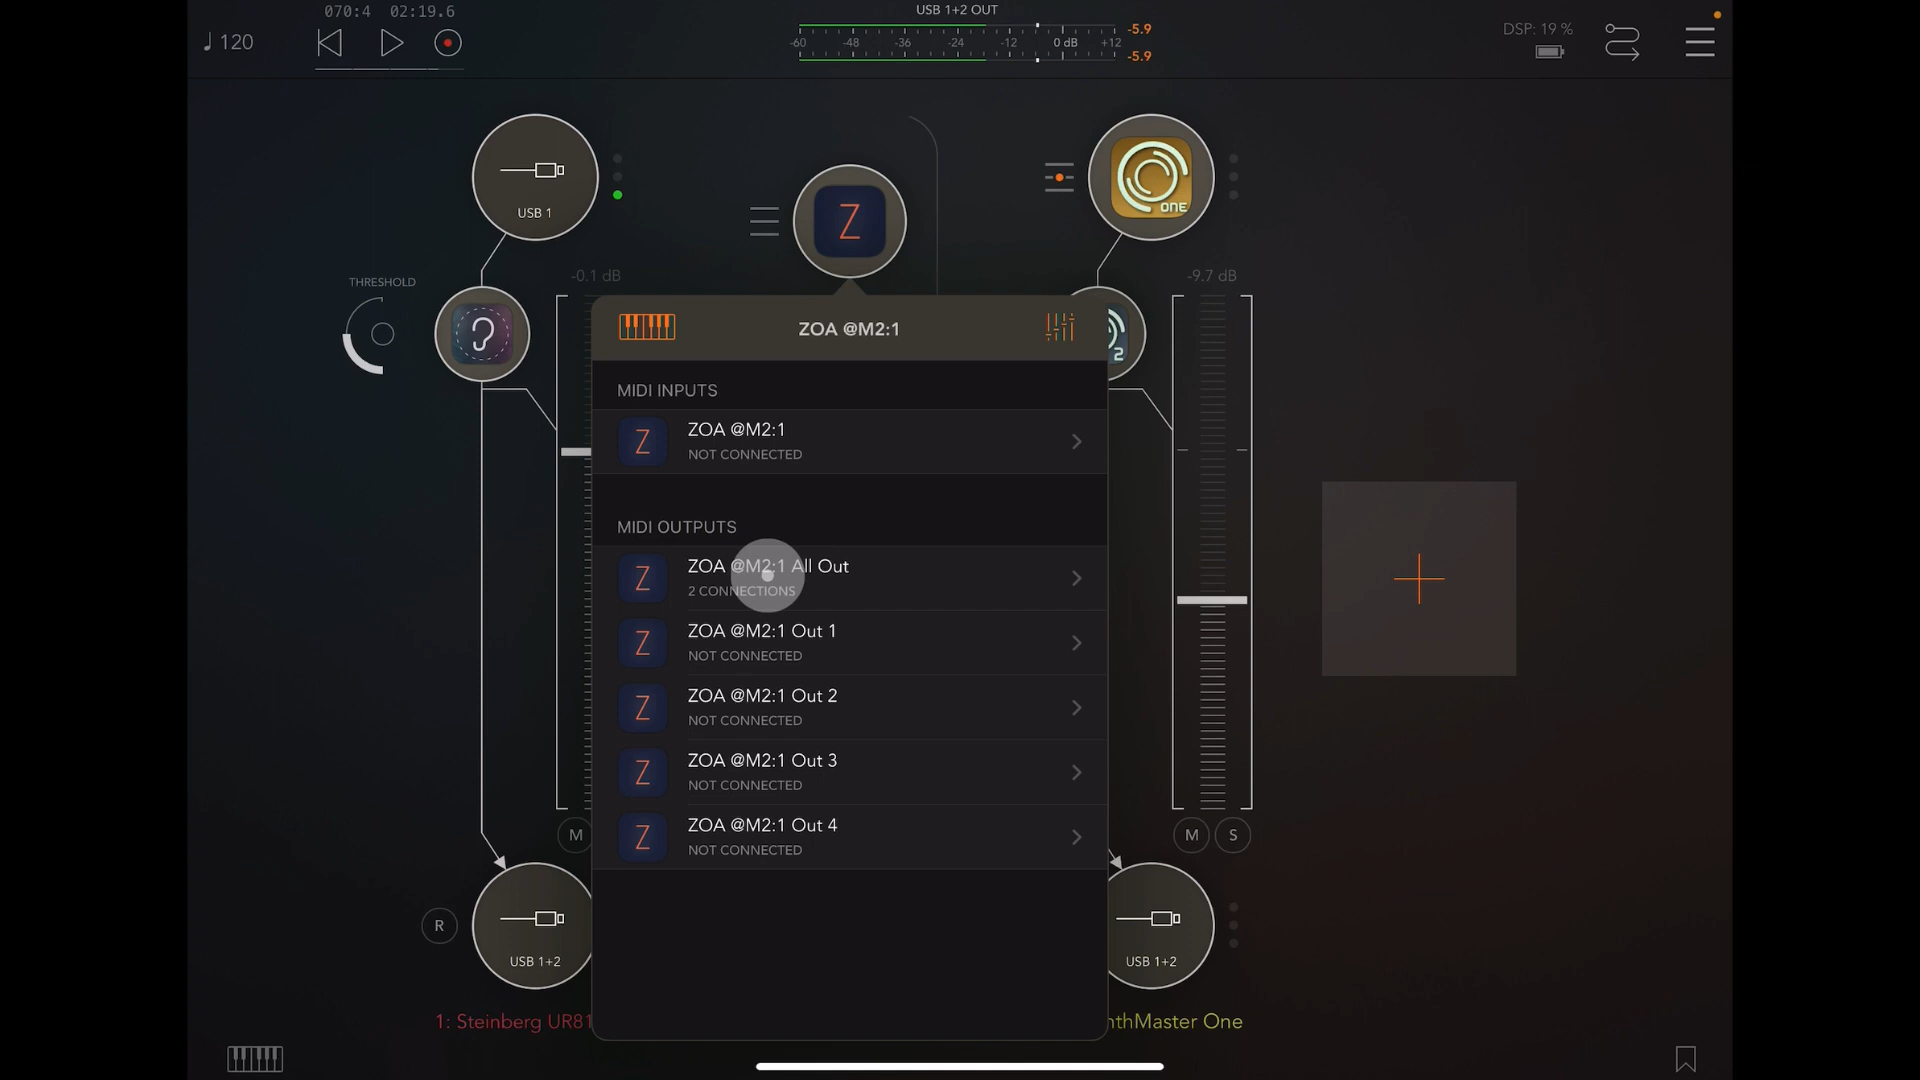 070:4 02:19.6
120
USB 1+2 OUT
-60 -48 -36 -24 -12 0 dB +12
-5.9
-5.9
DSP: 19 %
USB 1
Z
ONE
THRESHOLD
-0.1 dB
-9.7 dB
2
ZOA @M2:1
MIDI INPUTS
Z
ZOA @M2:1
NOT CONNECTED
MIDI OUTPUTS
Z
ZOA @M2:1 All Out
2 CONNECTIONS
Z
ZOA @M2:1 Out 1
NOT CONNECTED
Z
ZOA @M2:1 Out 2
NOT CONNECTED
Z
ZOA @M2:1 Out 3
NOT CONNECTED
Z
ZOA @M2:1 Out 4
NOT CONNECTED
M
M S
R
USB 1+2
USB 1+2
1: Steinberg UR81
nthMaster One